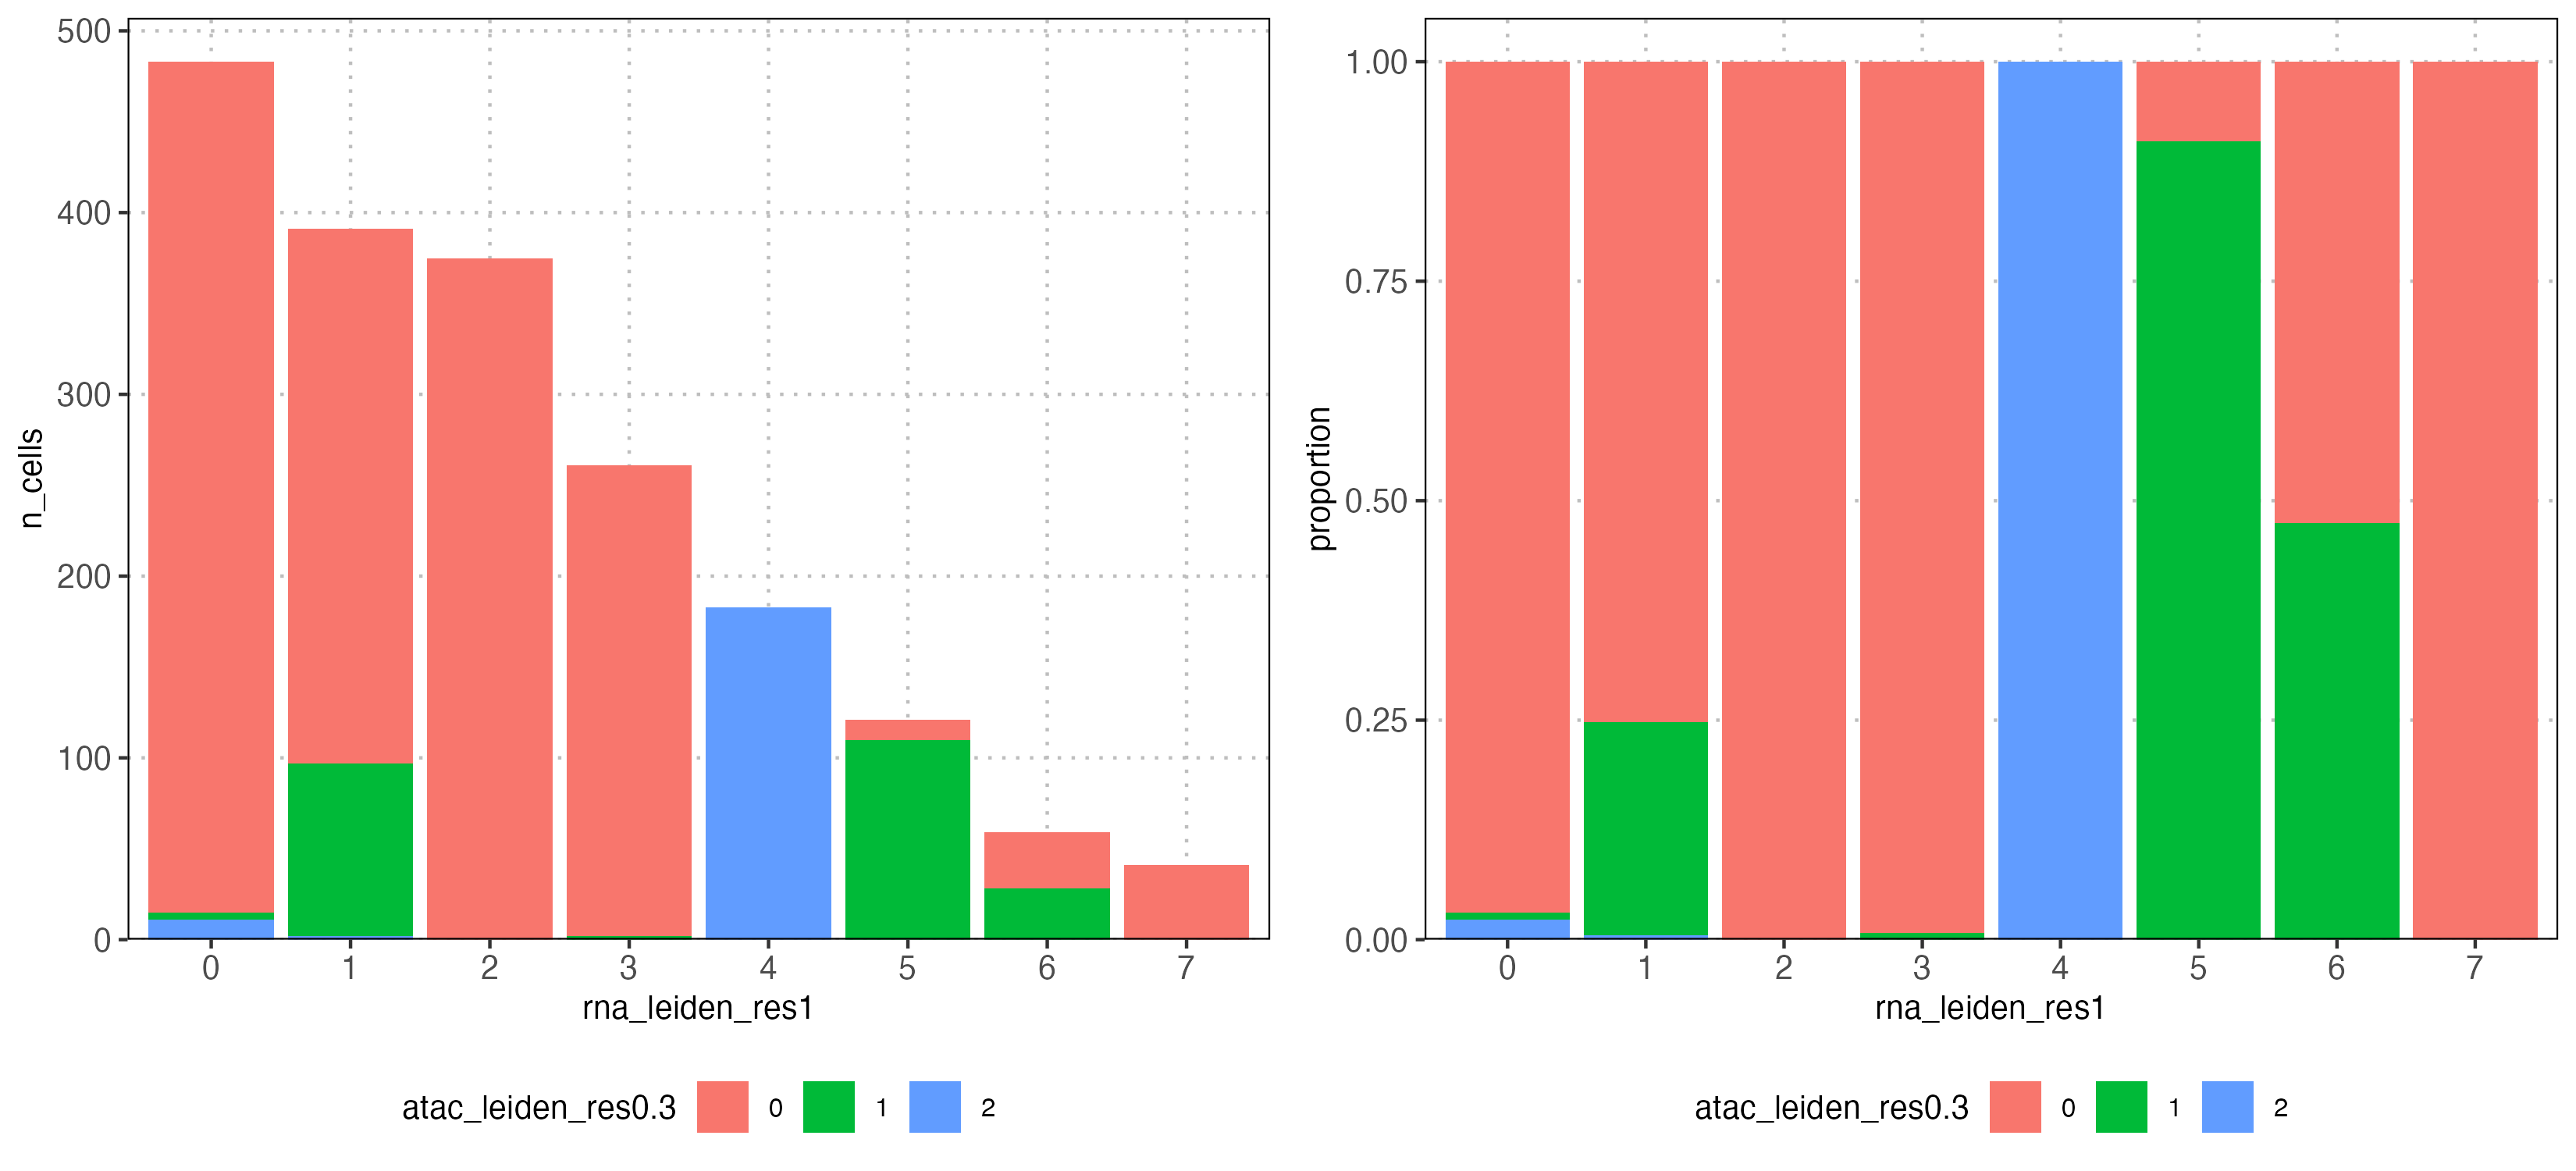 n_cells
500
400
300
200
100
0
0 1 2 3 4 5 6 7
rna_leiden_res1
atac_leiden_res0.3 0 1 2
proportion
1.00
0.75
0.50
0.25
0.00
0 1 2 3 4 5 6 7
rna_leiden_res1
atac_leiden_res0.3 0 1 2